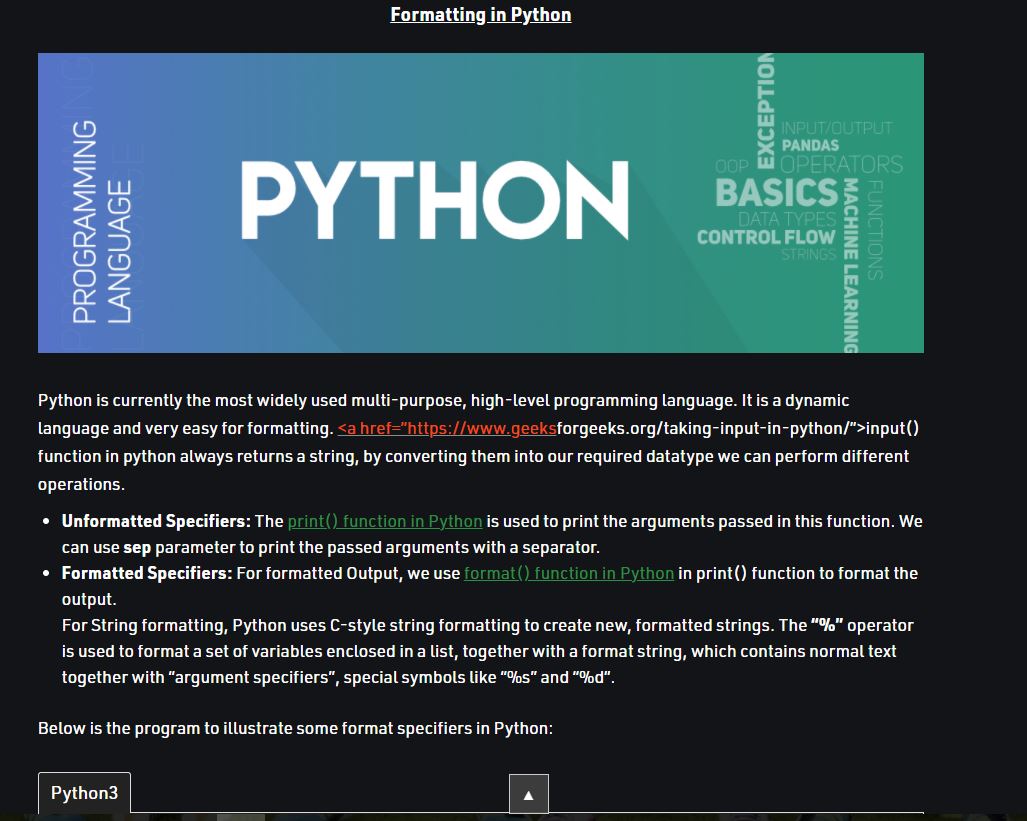 Formatting in Python
PROGRAMMING
LANGUAGE
PYTHON
EXCEPTION
INPUT/OUTPUT
PANDAS
OOP
OPERATORS
BASICS
MACHINE LEARNING
FUNCTIONS
DATA TYPES
CONTROL FLOW
STRINGS
Python is currently the most widely used multi-purpose, high-level programming language. It is a dynamic
language and very easy for formatting. <a href="https://www.geeksforgeeks.org/taking-input-in-python/">input()
function in python always returns a string, by converting them into our required datatype we can perform different
operations.
• Unformatted Specifiers: The print() function in Python is used to print the arguments passed in this function. We
can use sep parameter to print the passed arguments with a separator.
• Formatted Specifiers: For formatted Output, we use format() function in Python in print() function to format the
output.
For String formatting, Python uses C-style string formatting to create new, formatted strings. The “%” operator
is used to format a set of variables enclosed in a list, together with a format string, which contains normal text
together with “argument specifiers”, special symbols like “%s” and “%d”.
Below is the program to illustrate some format specifiers in Python:
Python3